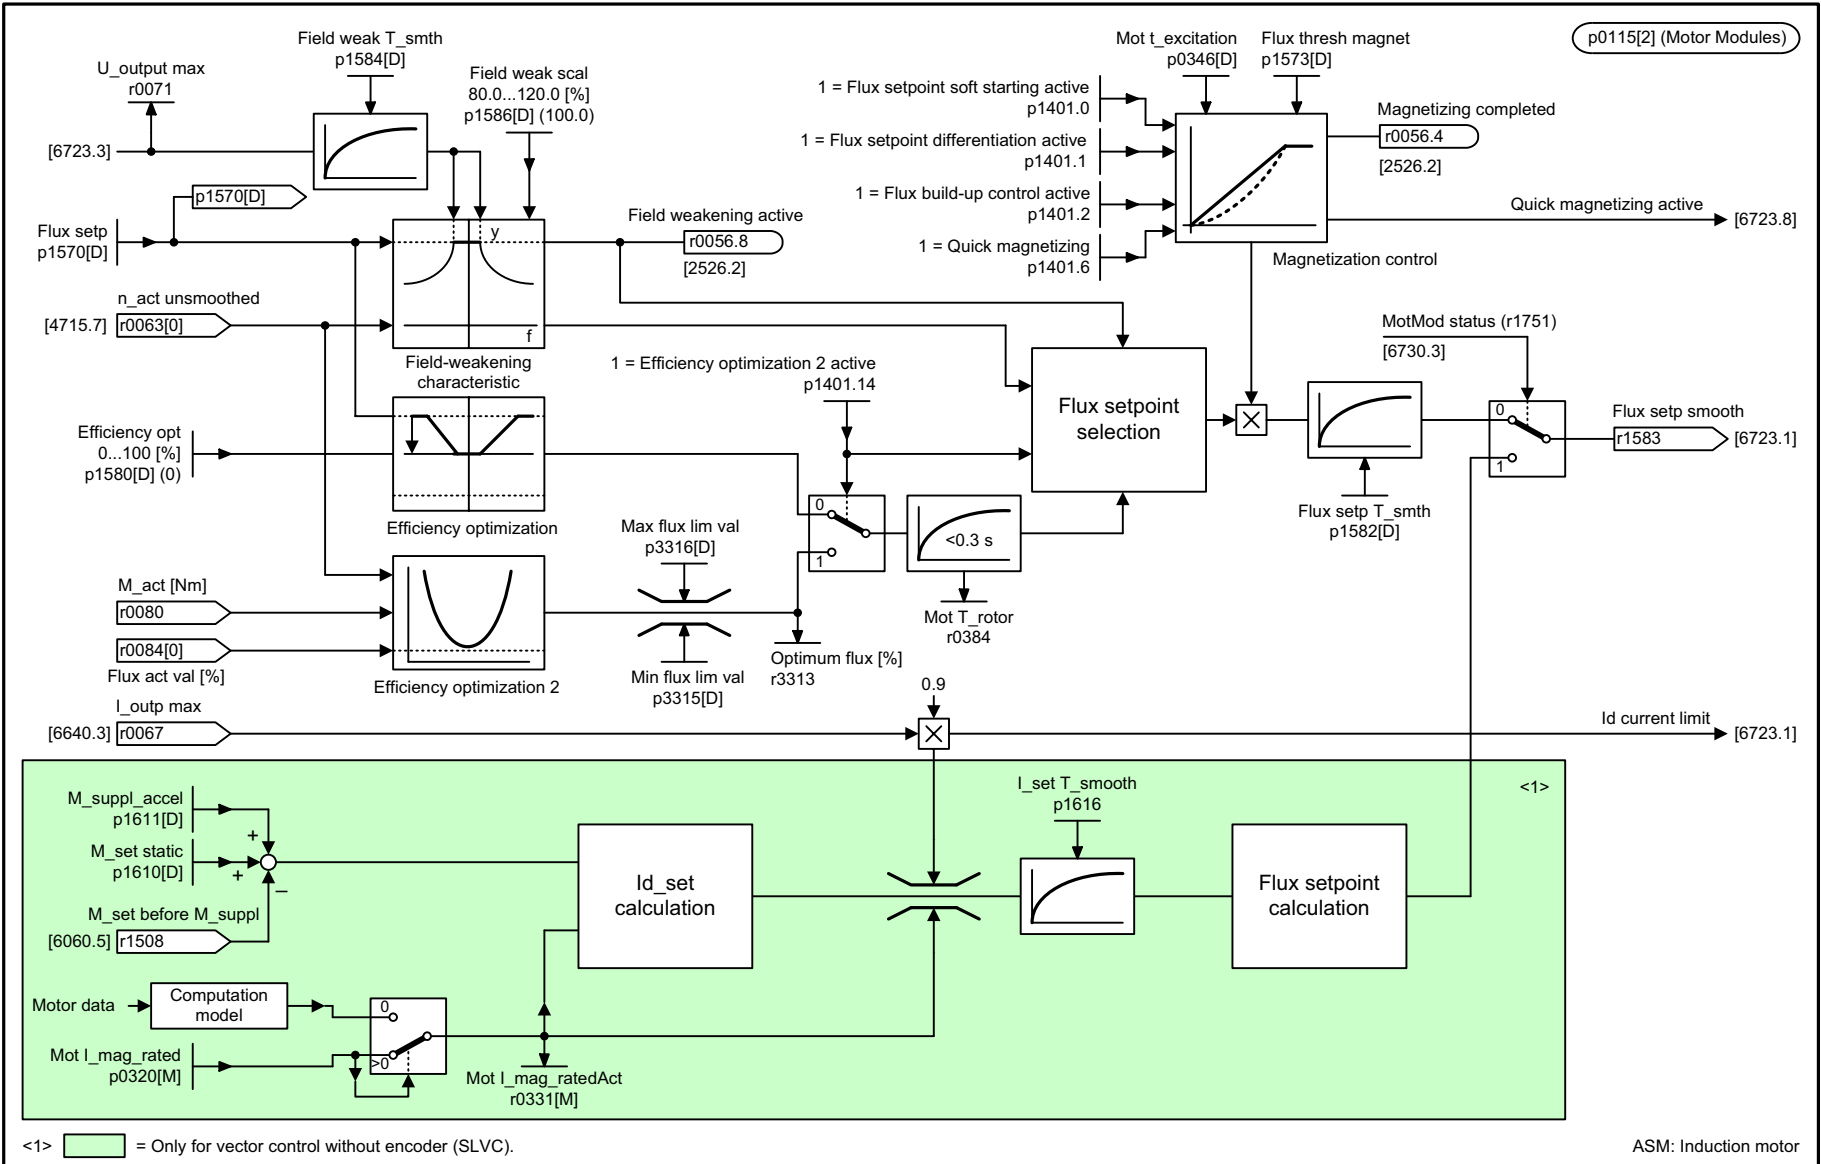 Field weak T_smth
p1584[D]
U_output max
r0071
Field weak scal
80.0...120.0 [%]
p1586[D] (100.0)
[6723.3]
p1570[D]
Flux setp
p1570[D]
y
f
Field weakening active
r0056.8
[2526.2]
n_act unsmoothed
[4715.7]
r0063[0]
Field-weakening
characteristic
Mot t_excitation
p0346[D]
Flux thresh magnet
p1573[D]
p0115[2] (Motor Modules)
1 = Flux setpoint soft starting active
p1401.0
1 = Flux setpoint differentiation active
p1401.1
1 = Flux build-up control active
p1401.2
1 = Quick magnetizing
p1401.6
Magnetizing completed
r0056.4
[2526.2]
Quick magnetizing active
[6723.8]
Magnetization control
1 = Efficiency optimization 2 active
p1401.14
Flux setpoint
selection
MotMod status (r1751)
[6730.3]
0
1
Flux setp smooth
r1583
[6723.1]
Flux setp T_smth
p1582[D]
Efficiency opt
0...100 [%]
p1580[D] (0)
Efficiency optimization
0
1
<0.3 s
Mot T_rotor
r0384
Max flux lim val
p3316[D]
M_act [Nm]
r0080
r0084[0]
Flux act val [%]
Efficiency optimization 2
Min flux lim val
p3315[D]
Optimum flux [%]
r3313
I_outp max
[6640.3]
r0067
0.9
Id current limit
[6723.1]
<1>
M_suppl_accel
p1611[D]
+
M_set static
p1610[D]
+
–
M_set before M_suppl
[6060.5]
r1508
Id_set
calculation
I_set T_smooth
p1616
Flux setpoint
calculation
Motor data
Computation
model
0
>0
Mot I_mag_rated
p0320[M]
Mot I_mag_ratedAct
r0331[M]
<1>
= Only for vector control without encoder (SLVC).
ASM: Induction motor